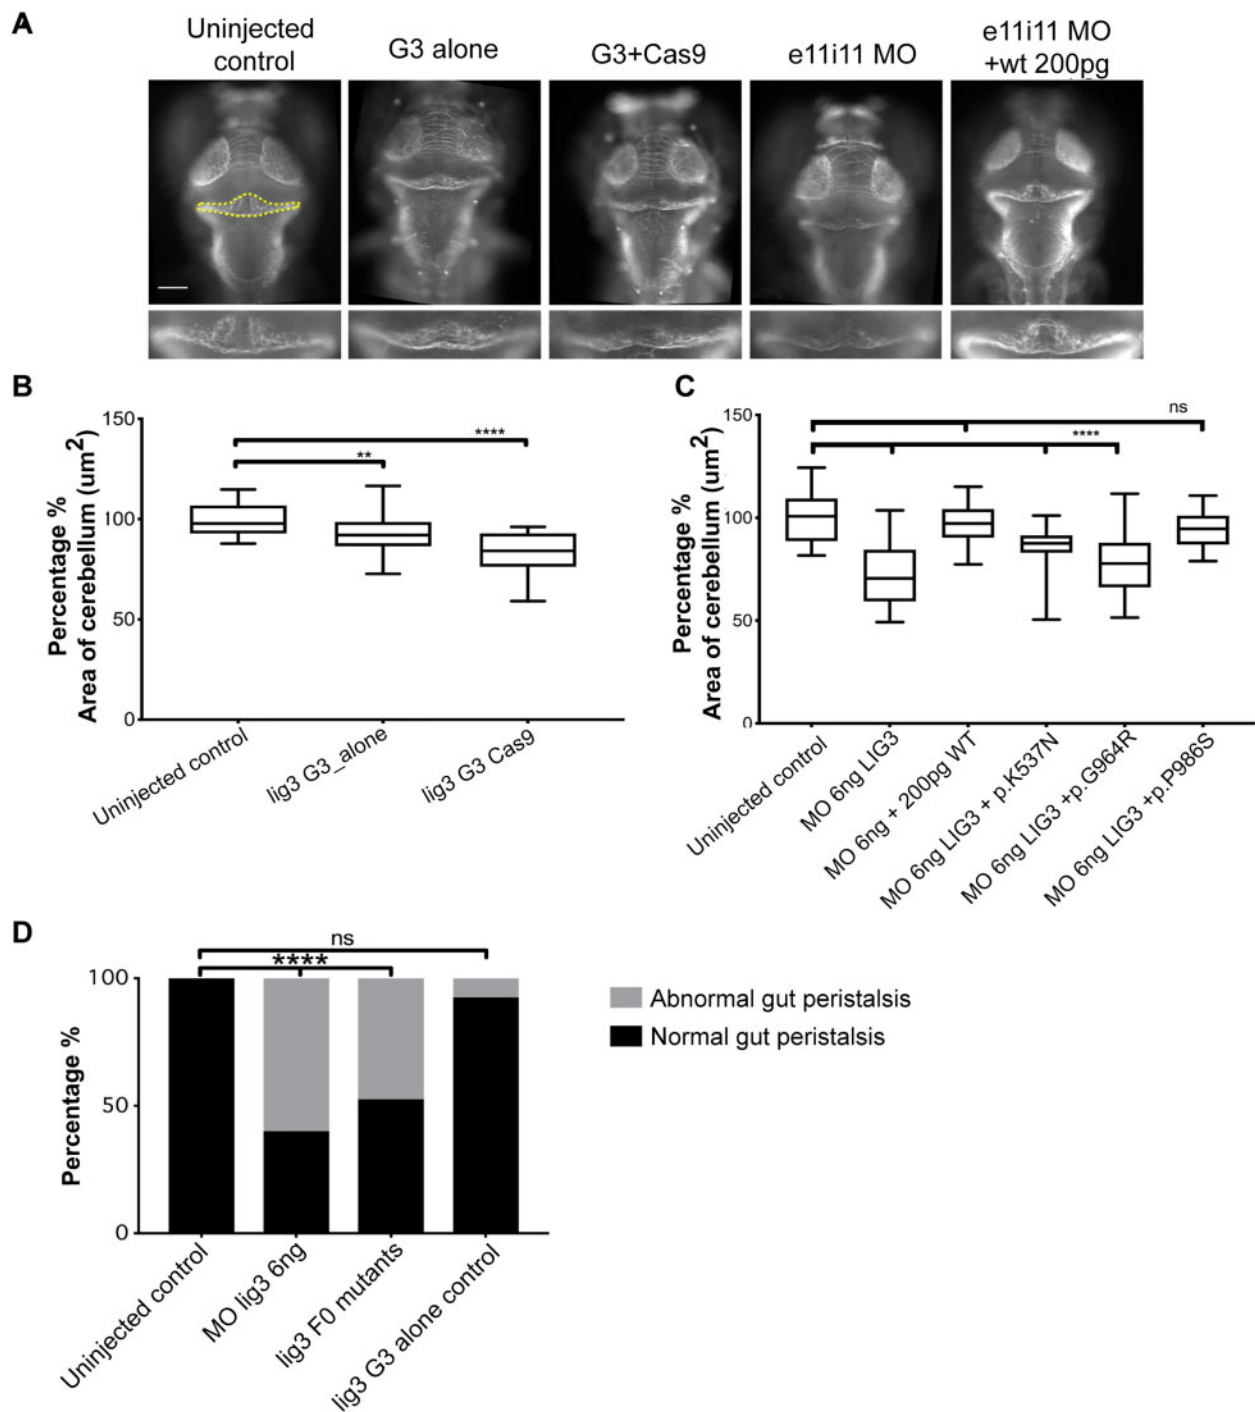 A
Uninjected
control
G3 alone
G3+Cas9
e11i11 MO
e11i11 MO
+wt 200pg
B
Percentage %
Area of cerebellum (um²)
150
100
50
0
****
**
Uninjected control
lig3 G3_alone
lig3 G3 Cas9
C
Percentage %
Area of cerebellum (um²)
150
100
50
0
ns
****
Uninjected control
MO 6ng LIG3
MO 6ng + 200pg WT
MO 6ng LIG3 + p.K537N
MO 6ng LIG3 +p.G964R
MO 6ng LIG3 +p.P986S
D
Percentage %
100
50
0
ns
****
Uninjected control
MO lig3 6ng
lig3 F0 mutants
lig3 G3 alone control
Abnormal gut peristalsis
Normal gut peristalsis